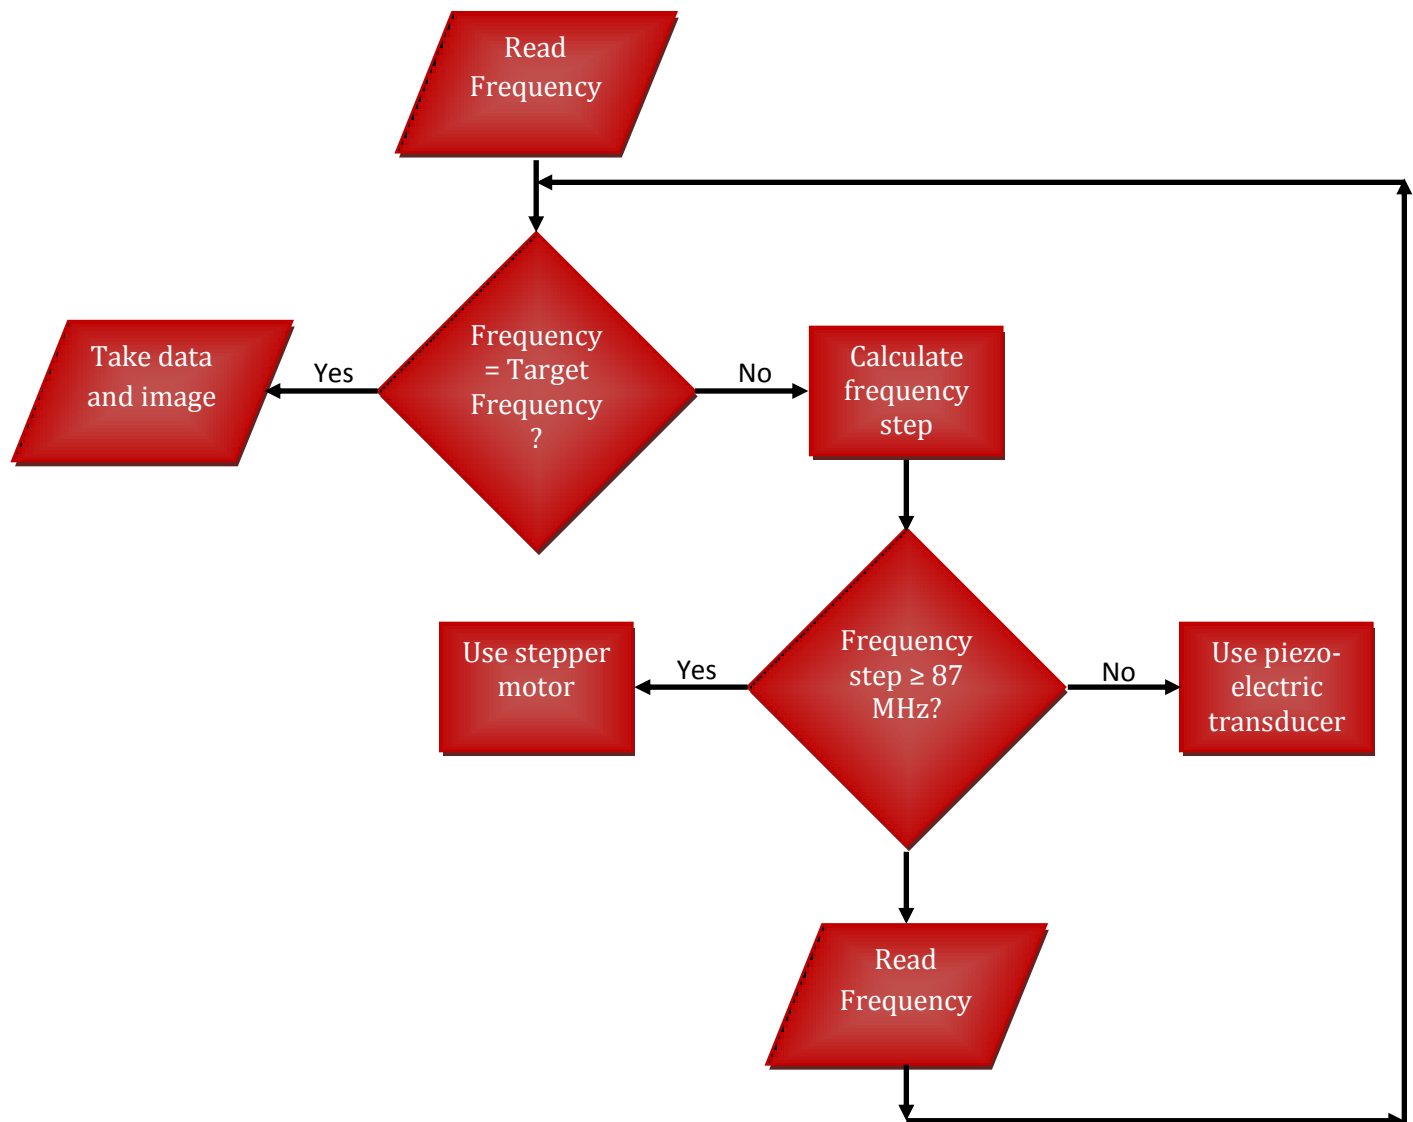 Read
Frequency
Frequency
= Target
Frequency
?
Yes
Take data
and image
No
Calculate
frequency
step
Frequency
step ≥ 87
MHz?
Yes
Use stepper
motor
No
Use piezo-
electric
transducer
Read
Frequency